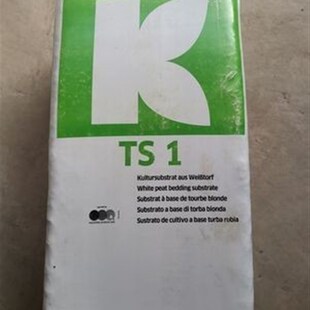 K
TS 1
Kultursubstrat aus Weißtorf
White peat bedding substrate
Substrat à base de tourbe blonde
Substrato a base di torba bionda
Sustrato de cultivo a base turba rubia